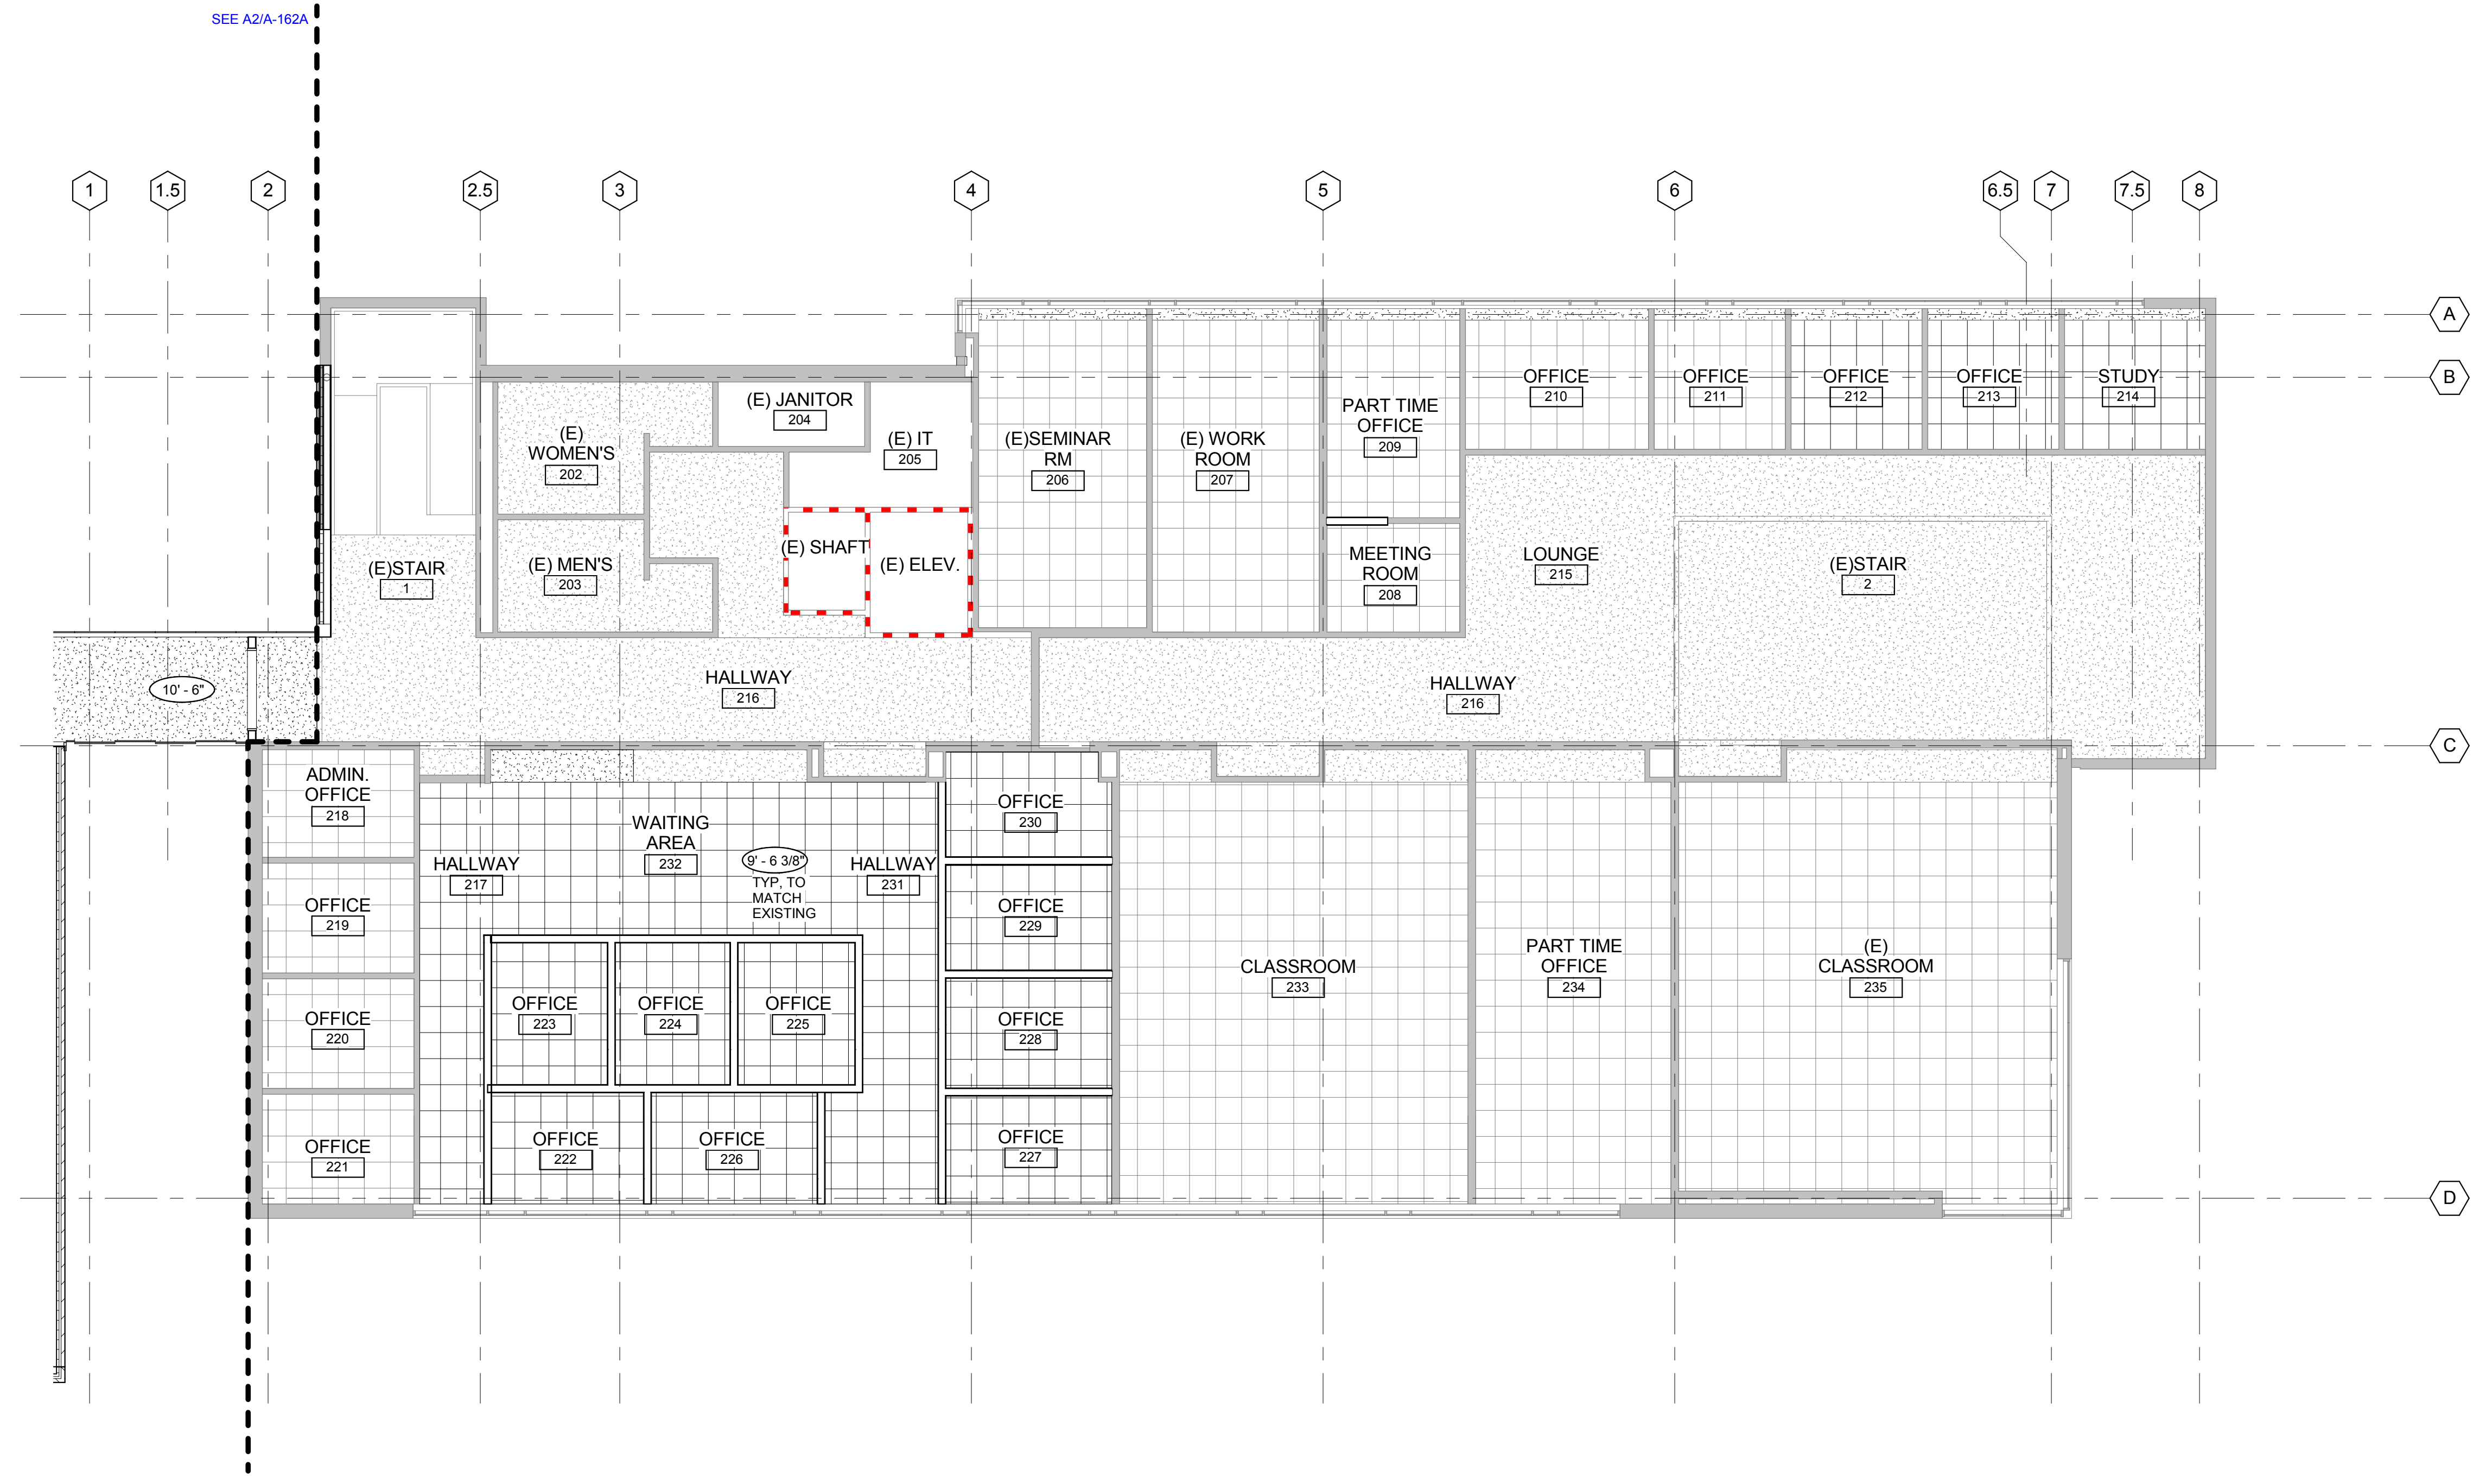 SEE A2/A-162A
1
1.5
2
2.5
3
4
5
6
6.5
7
7.5
8
A
B
C
D
(E)
WOMEN'S
202
(E) JANITOR
204
(E) IT
205
(E)SEMINAR
RM
206
(E) WORK
ROOM
207
PART TIME
OFFICE
209
OFFICE
210
OFFICE
211
OFFICE
212
OFFICE
213
STUDY
214
(E)STAIR
1
(E) MEN'S
203
(E) SHAFT
(E) ELEV.
MEETING
ROOM
208
LOUNGE
215
(E)STAIR
2
10' - 6"
HALLWAY
216
HALLWAY
216
ADMIN.
OFFICE
218
OFFICE
219
OFFICE
220
OFFICE
221
HALLWAY
217
WAITING
AREA
232
9' - 6 3/8"
TYP, TO
MATCH
EXISTING
HALLWAY
231
OFFICE
230
OFFICE
229
OFFICE
228
OFFICE
227
OFFICE
223
OFFICE
224
OFFICE
225
OFFICE
222
OFFICE
226
CLASSROOM
233
PART TIME
OFFICE
234
(E)
CLASSROOM
235